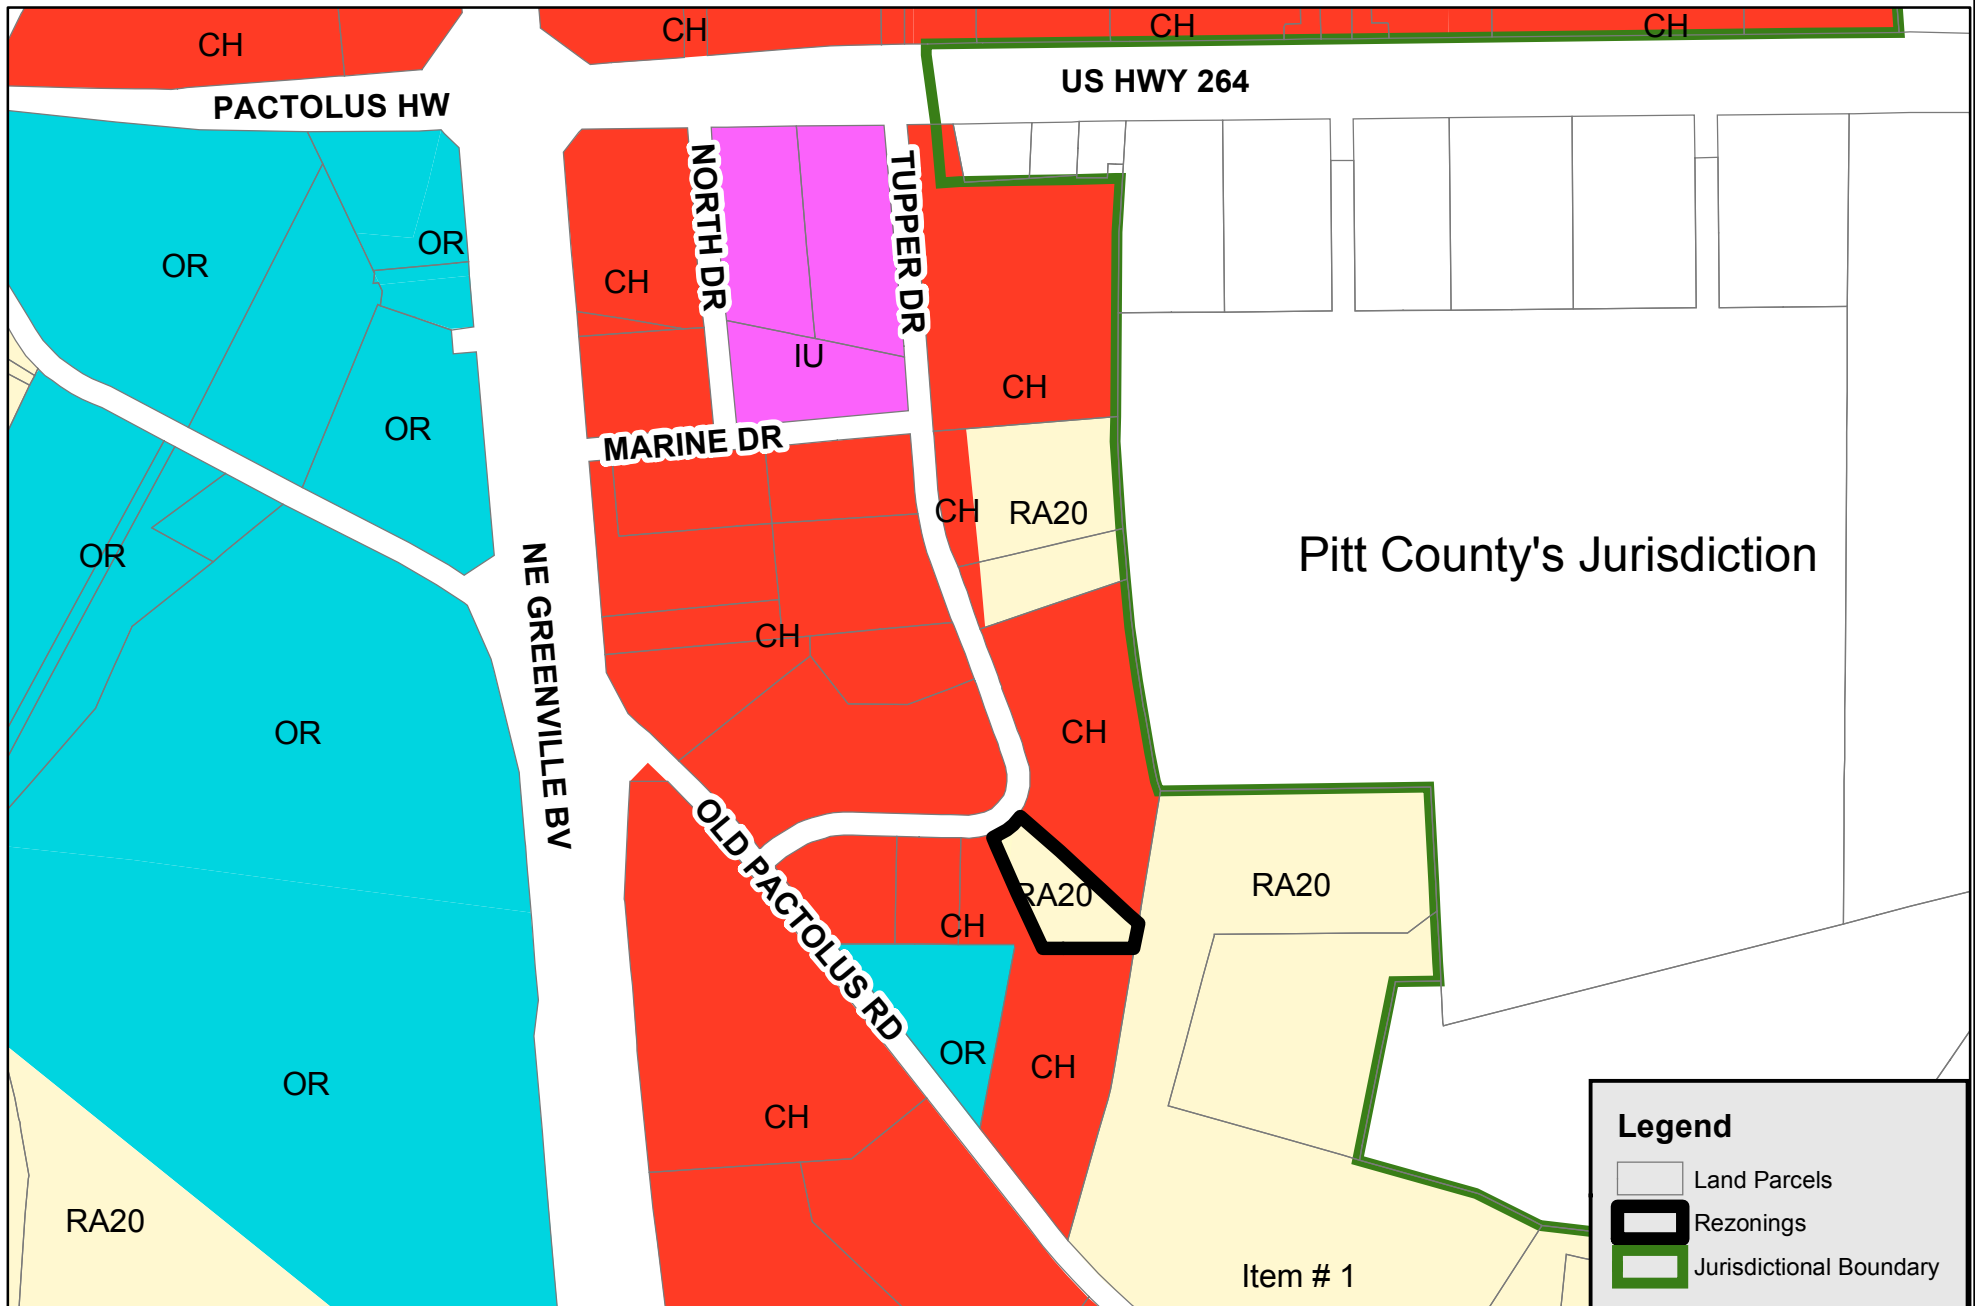 CH
CH
CH
CH
PACTOLUS HW
US HWY 264
NORTH DR
TUPPER DR
OR
OR
CH
IU
CH
OR
MARINE DR
CH
RA20
OR
Pitt County's Jurisdiction
NE GREENVILLE BV
CH
OR
CH
OLD PACTOLUS RD
RA20
RA20
CH
OR
CH
OR
CH
RA20
Item # 1
Legend
Land Parcels
Rezonings
Jurisdictional Boundary